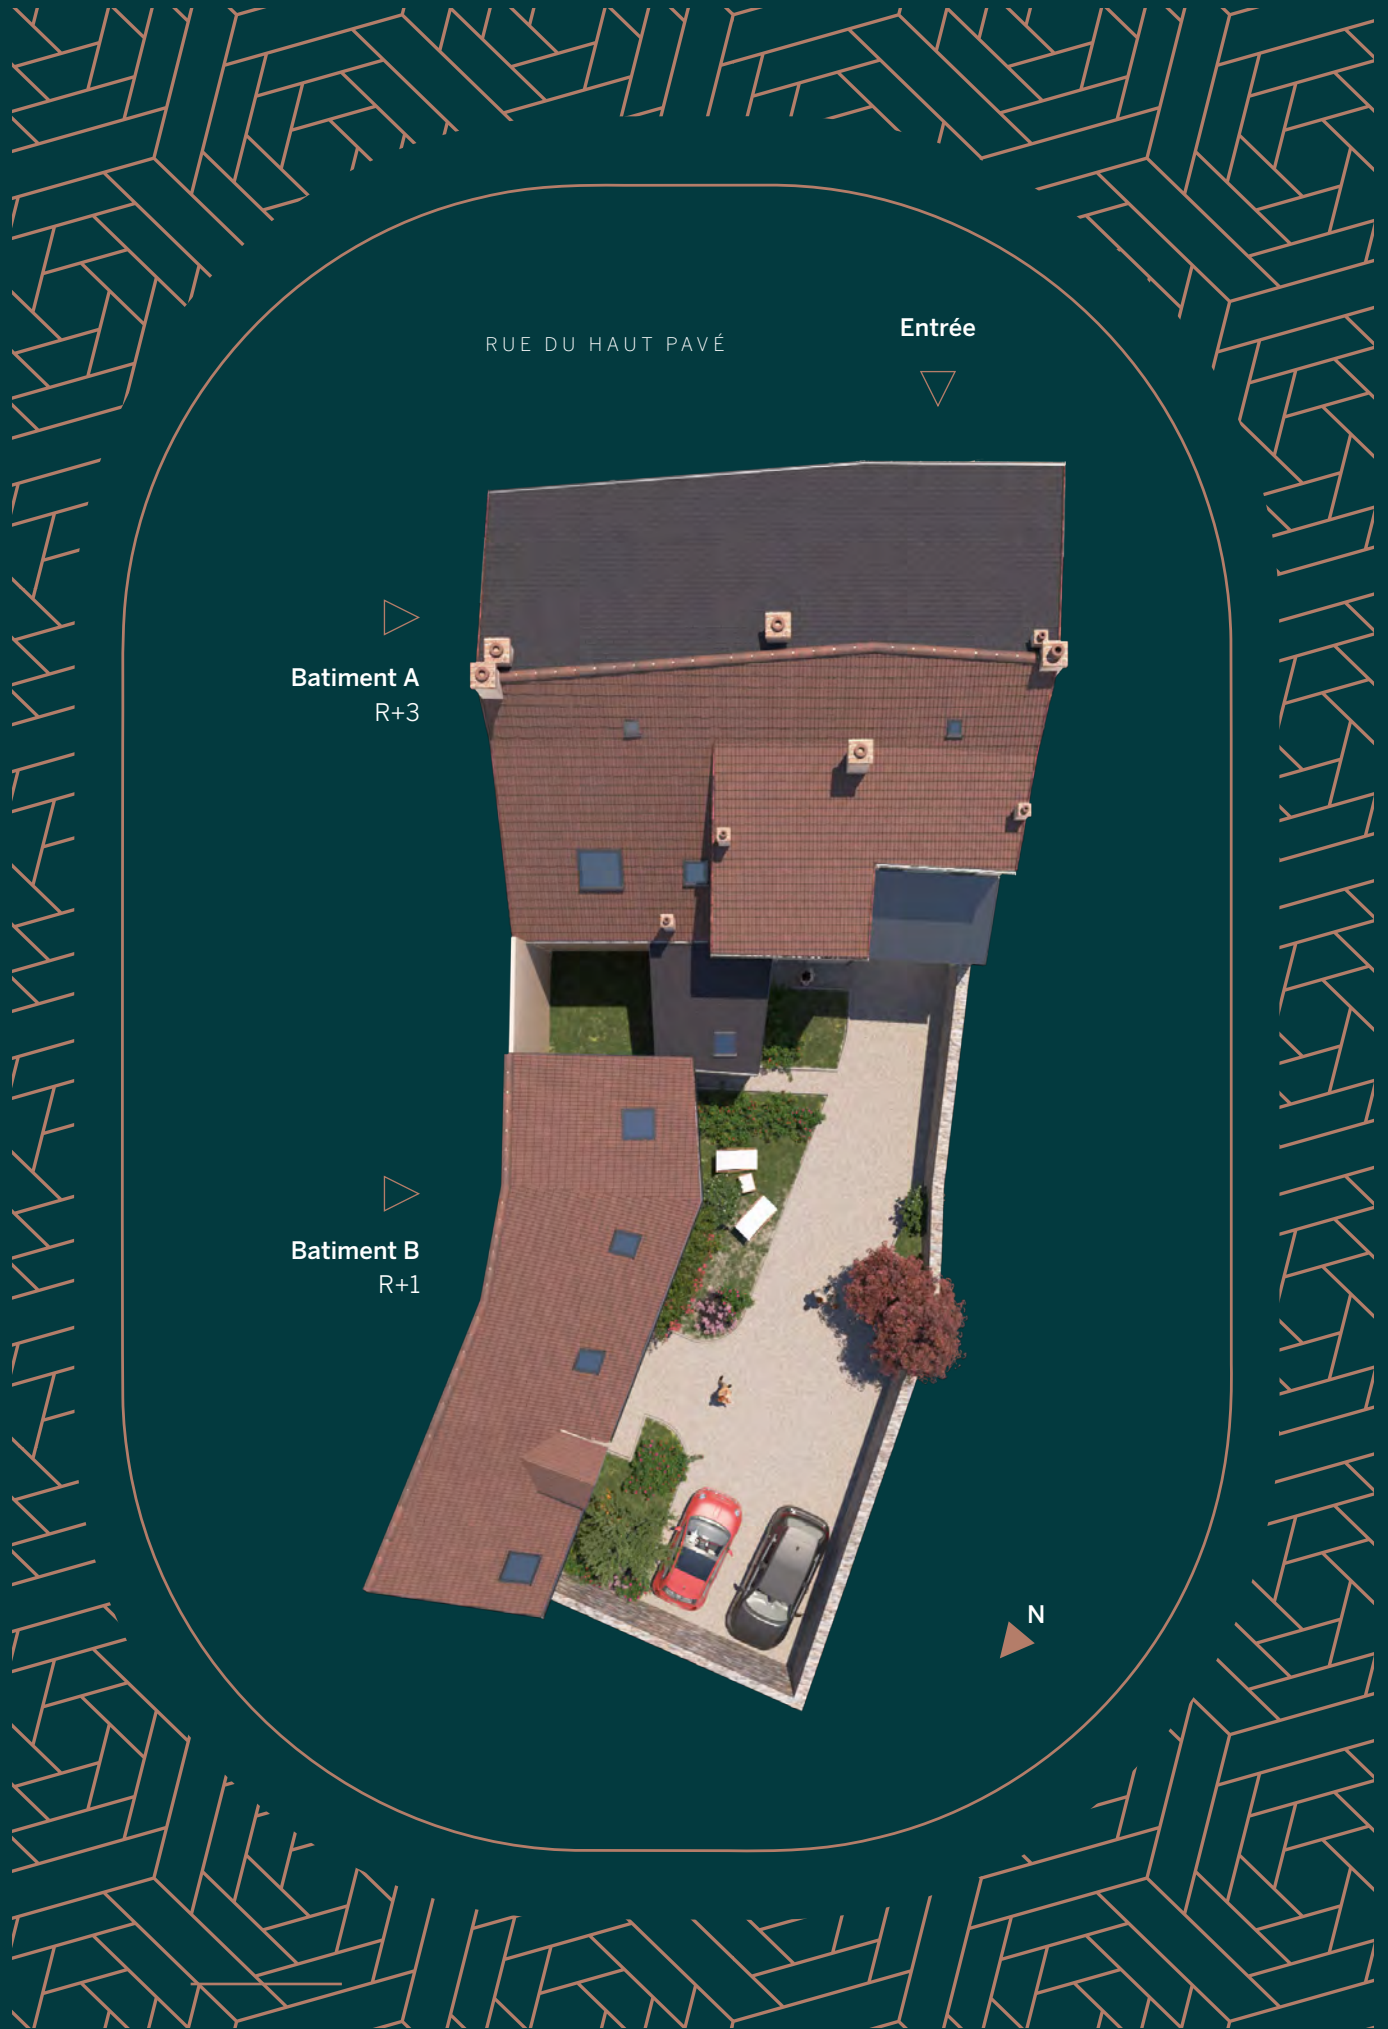 Entrée
RUE DU HAUT PAVÉ
Batiment A
R+3
Batiment B
R+1
N